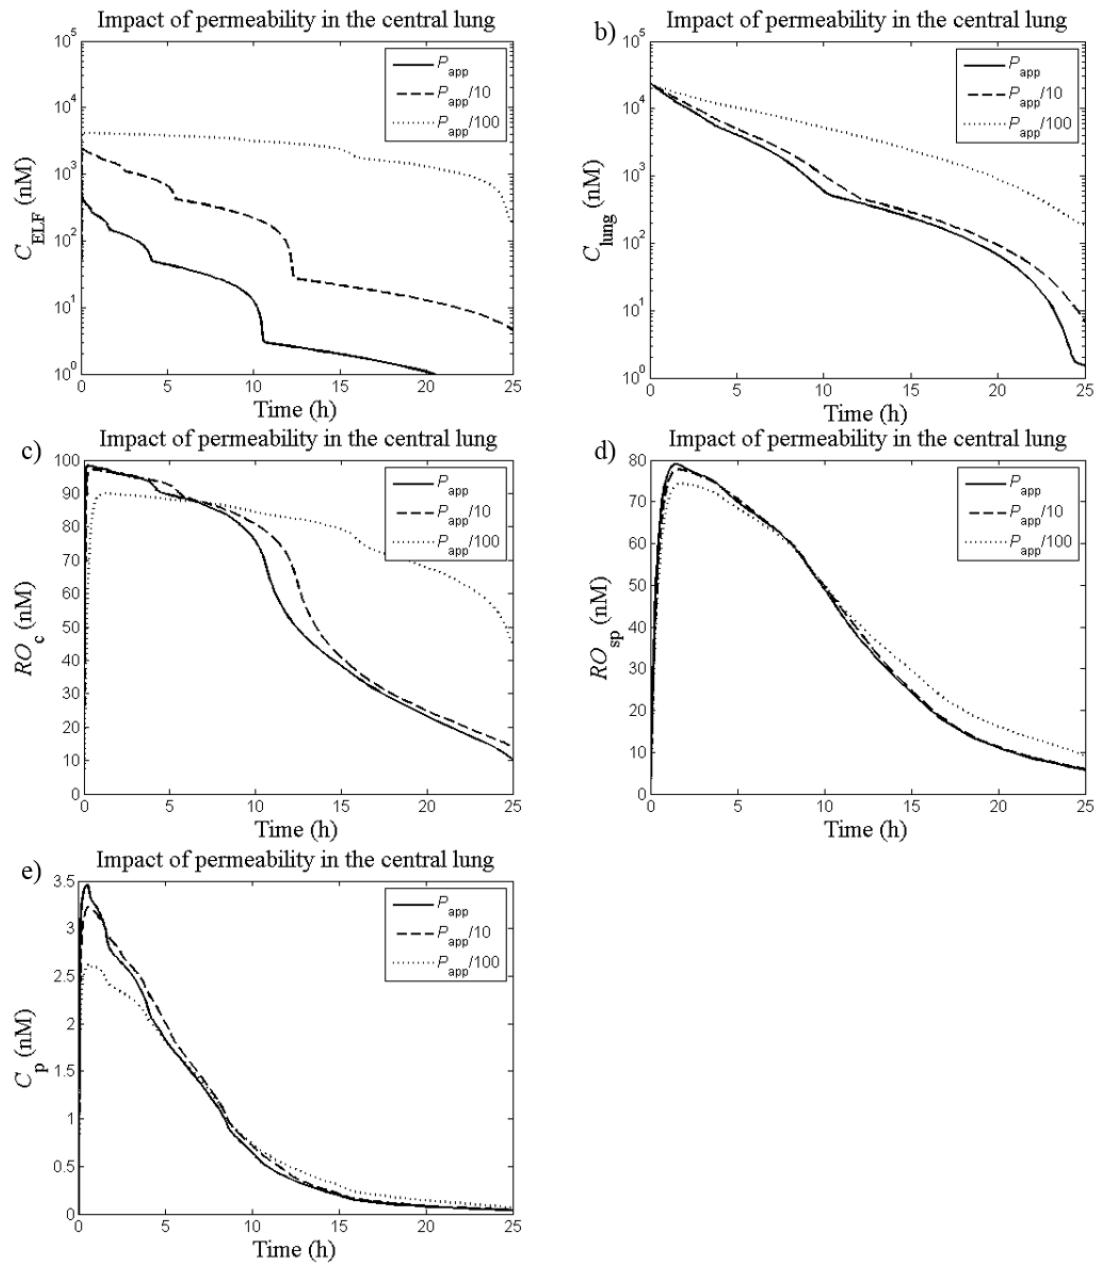 Impact of permeability in the central lung
10^5
10^4
10^3
10^2
10^1
10^0
C_ELF (nM)
P_app
P_app/10
P_app/100
0 5 10 15 20 25
Time (h)
b)
Impact of permeability in the central lung
10^5
10^4
10^3
10^2
10^1
10^0
C_lung (nM)
P_app
P_app/10
P_app/100
0 5 10 15 20 25
Time (h)
c)
Impact of permeability in the central lung
100
90
80
70
60
50
40
30
20
10
0
RO_c (nM)
P_app
P_app/10
P_app/100
0 5 10 15 20 25
Time (h)
d)
Impact of permeability in the central lung
80
70
60
50
40
30
20
10
0
RO_sp (nM)
P_app
P_app/10
P_app/100
0 5 10 15 20 25
Time (h)
e)
Impact of permeability in the central lung
3.5
3
2.5
2
1.5
1
0.5
0
C_p (nM)
P_app
P_app/10
P_app/100
0 5 10 15 20 25
Time (h)